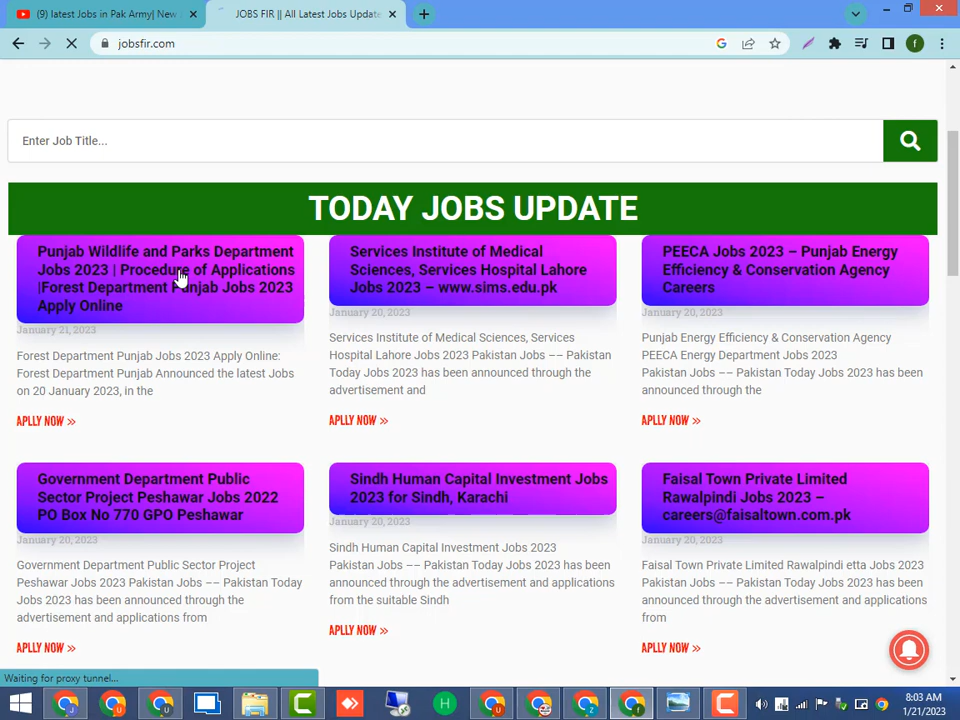 (9) latest Jobs in Pak Army| New
JOBS FIR || All Latest Jobs Update
jobsfir.com
Enter Job Title...
TODAY JOBS UPDATE
Punjab Wildlife and Parks Department
Jobs 2023 | Procedure of Applications
|Forest Department Punjab Jobs 2023
Apply Online
January 21, 2023
Forest Department Punjab Jobs 2023 Apply Online:
Forest Department Punjab Announced the latest Jobs
on 20 January 2023, in the
APLLY NOW »
Services Institute of Medical
Sciences, Services Hospital Lahore
Jobs 2023 – www.sims.edu.pk
January 20, 2023
Services Institute of Medical Sciences, Services
Hospital Lahore Jobs 2023 Pakistan Jobs –– Pakistan
Today Jobs 2023 has been announced through the
advertisement and
APLLY NOW »
PEECA Jobs 2023 – Punjab Energy
Efficiency & Conservation Agency
Careers
January 20, 2023
Punjab Energy Efficiency & Conservation Agency
PEECA Energy Department Jobs 2023
Pakistan Jobs –– Pakistan Today Jobs 2023 has been
announced through the
APLLY NOW »
Government Department Public
Sector Project Peshawar Jobs 2022
PO Box No 770 GPO Peshawar
January 20, 2023
Government Department Public Sector Project
Peshawar Jobs 2023 Pakistan Jobs –– Pakistan Today
Jobs 2023 has been announced through the
advertisement and applications from
APLLY NOW »
Sindh Human Capital Investment Jobs
2023 for Sindh, Karachi
January 20, 2023
Sindh Human Capital Investment Jobs 2023
Pakistan Jobs –– Pakistan Today Jobs 2023 has been
announced through the advertisement and applications
from the suitable Sindh
APLLY NOW »
Faisal Town Private Limited
Rawalpindi Jobs 2023 –
careers@faisaltown.com.pk
January 20, 2023
Faisal Town Private Limited Rawalpindi etta Jobs 2023
Pakistan Jobs –– Pakistan Today Jobs 2023 has been
announced through the advertisement and applications
from
APLLY NOW »
Waiting for proxy tunnel...
8:03 AM
1/21/2023